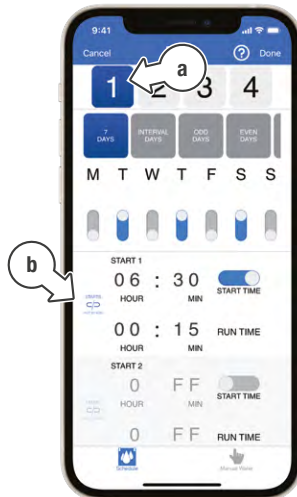 9:41
Cancel ? Done
a
1 2 3 4
7 DAYS INTERVAL DAYS ODD DAYS EVEN DAYS
M T W T F S S
b
START 1
06 : 30
HOUR MIN START TIME
00 : 15 RUN TIME
HOUR MIN
START 2
0 FF
HOUR MIN START TIME
0 FF RUN TIME
Schedule Manual Water